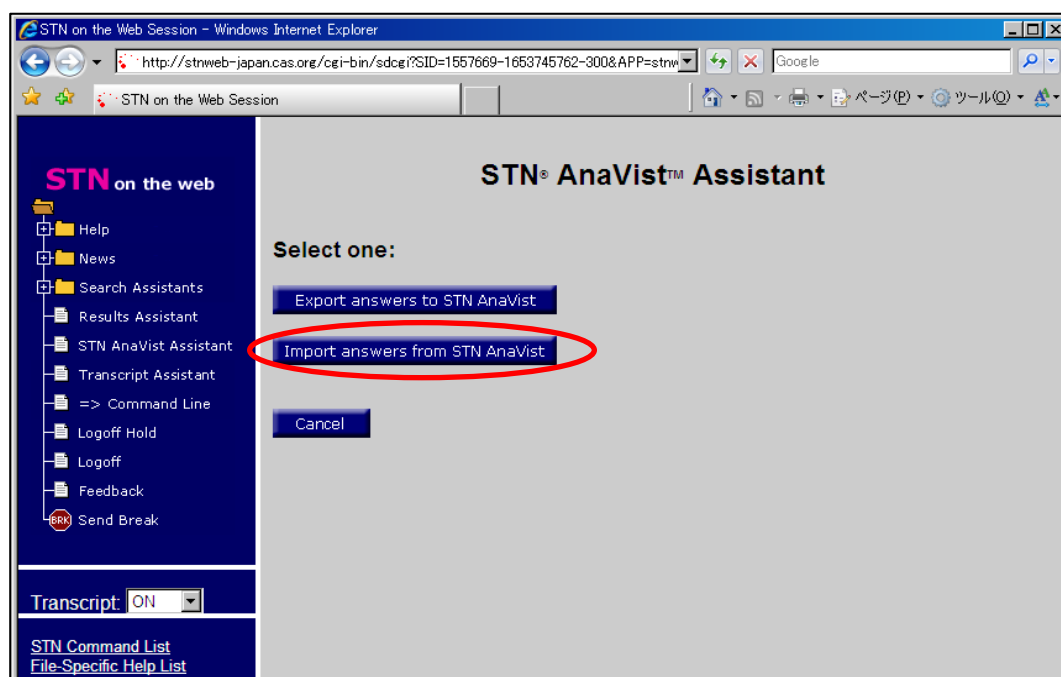 STN on the Web Session - Windows Internet Explorer
http://stnweb-japan.cas.org/cgi-bin/sdcgi?SID=1557669-1653745762-300&APP=stnw
Google
STN on the Web Session
ページ(P)
ツール(O)
STN on the web
Help
News
Search Assistants
Results Assistant
STN AnaVist Assistant
Transcript Assistant
=> Command Line
Logoff Hold
Logoff
Feedback
BRK Send Break
Transcript: ON
STN Command List
File-Specific Help List
STN® AnaVist™ Assistant
Select one:
Export answers to STN AnaVist
Import answers from STN AnaVist
Cancel